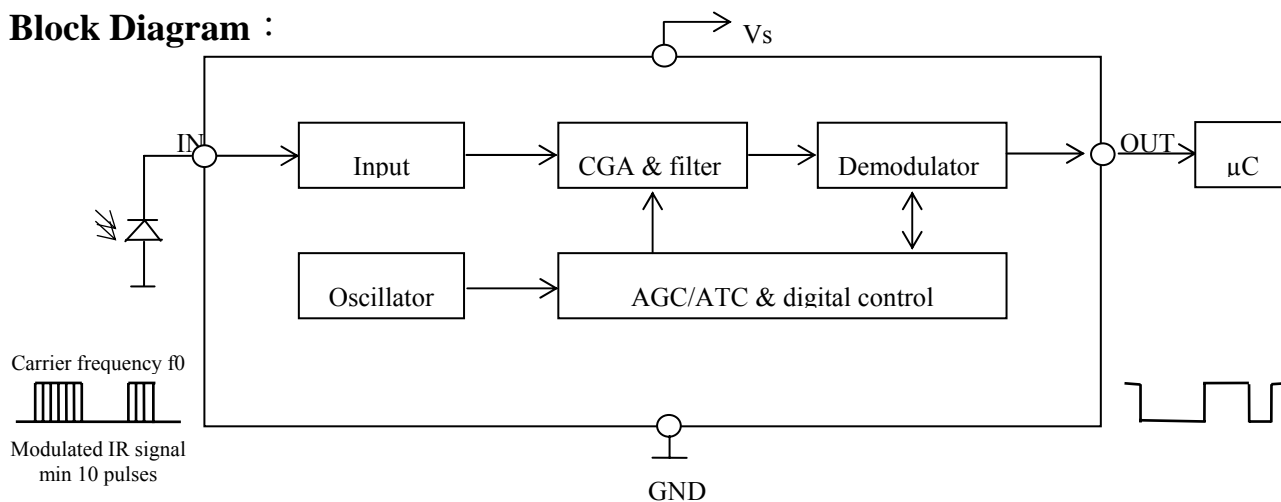 Block Diagram：
Vs
IN
Input
CGA & filter
Demodulator
OUT
µC
Oscillator
AGC/ATC & digital control
Carrier frequency f0
Modulated IR signal
min 10 pulses
GND